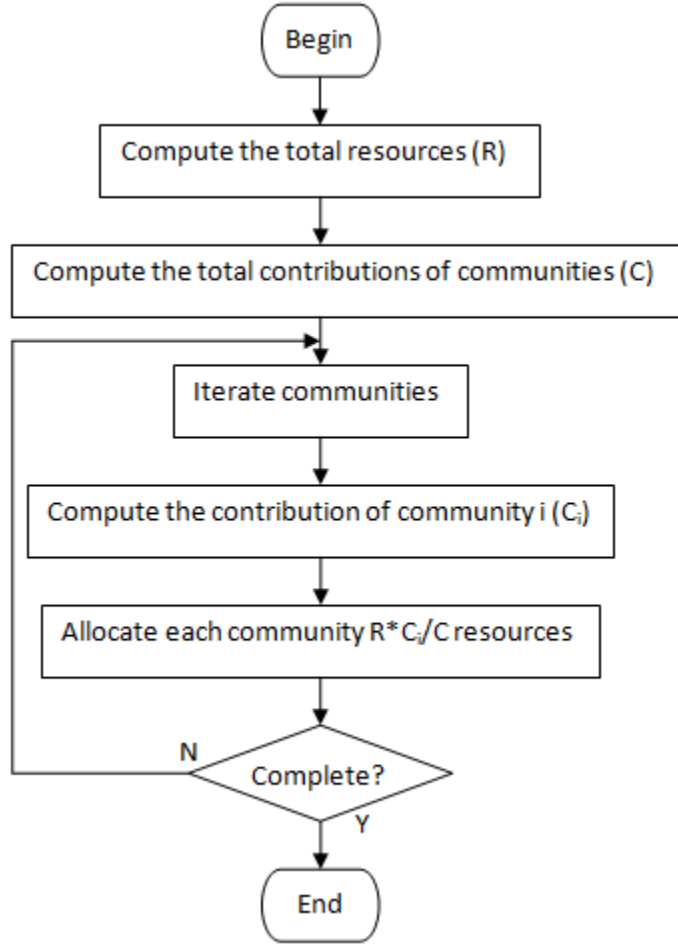 Begin
Compute the total resources (R)
Compute the total contributions of communities (C)
Iterate communities
Compute the contribution of community i (Cᵢ)
Allocate each community R*Cᵢ/C resources
N
Complete?
Y
End